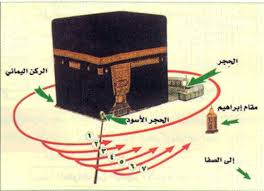 الحجر
الركن اليماني
مقام إبراهيم
الحجر الأسود
١
٢
٣
٤
٥
٦
٧
إلى الصفا